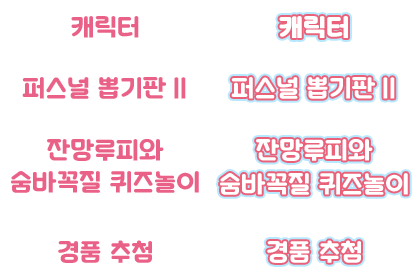 캐릭터 캐릭터
퍼스널 뽑기판 II 퍼스널 뽑기판 II
잔망루피와 잔망루피와
숨바꼭질 퀴즈놀이 숨바꼭질 퀴즈놀이
경품 추첨 경품 추첨